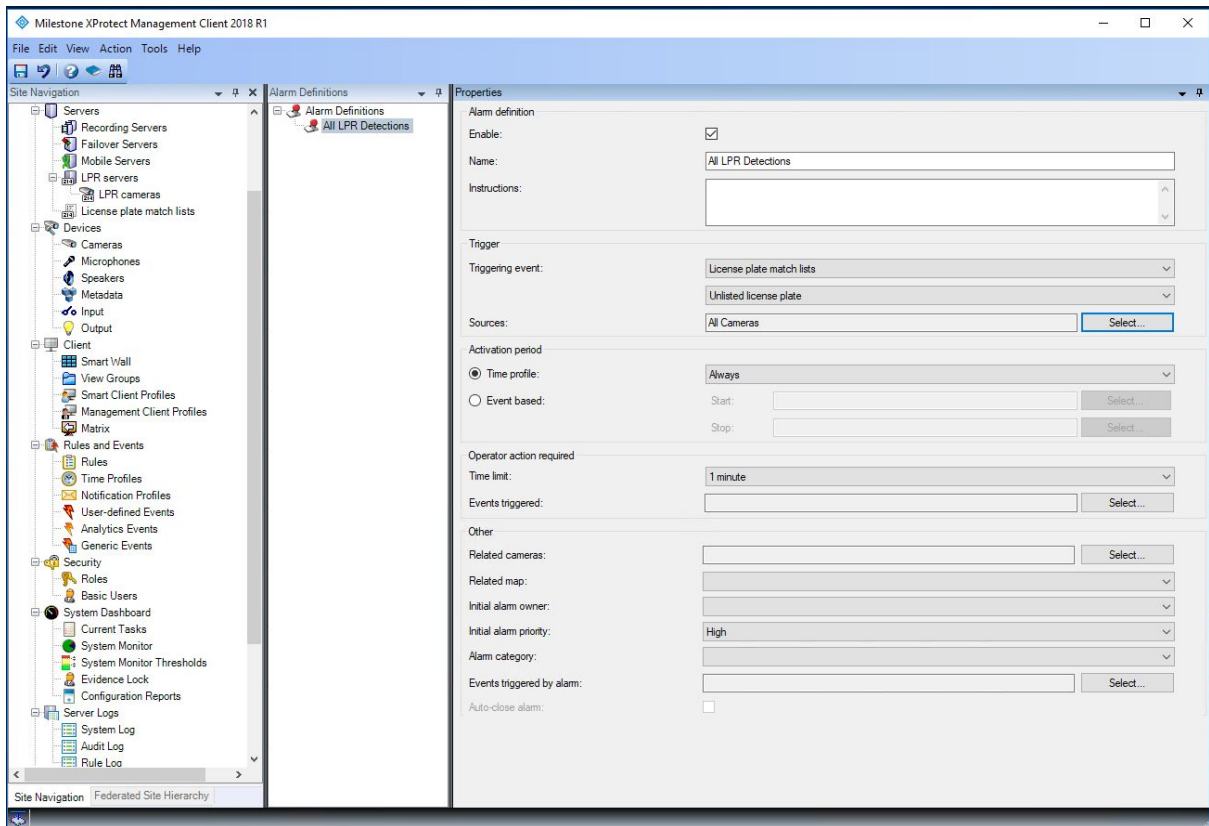 Milestone XProtect Management Client 2018 R1
File Edit View Action Tools Help
Site Navigation
Servers
Recording Servers
Failover Servers
Mobile Servers
LPR servers
LPR cameras
License plate match lists
Devices
Cameras
Microphones
Speakers
Metadata
Input
Output
Client
Smart Wall
View Groups
Smart Client Profiles
Management Client Profiles
Matrix
Rules and Events
Rules
Time Profiles
Notification Profiles
User-defined Events
Analytics Events
Generic Events
Security
Roles
Basic Users
System Dashboard
Current Tasks
System Monitor
System Monitor Thresholds
Evidence Lock
Configuration Reports
Server Logs
System Log
Audit Log
Rule Log
Site Navigation Federated Site Hierarchy
Alarm Definitions
Alarm Definitions
All LPR Detections
Properties
Alarm definition
Enable:
Name: All LPR Detections
Instructions:
Trigger
Triggering event: License plate match lists
Unlisted license plate
Sources: All Cameras Select...
Activation period
Time profile: Always
Event based: Start: Select...
Stop: Select...
Operator action required
Time limit: 1 minute
Events triggered: Select...
Other
Related cameras: Select...
Related map:
Initial alarm owner:
Initial alarm priority: High
Alarm category:
Events triggered by alarm: Select...
Auto-close alarm: